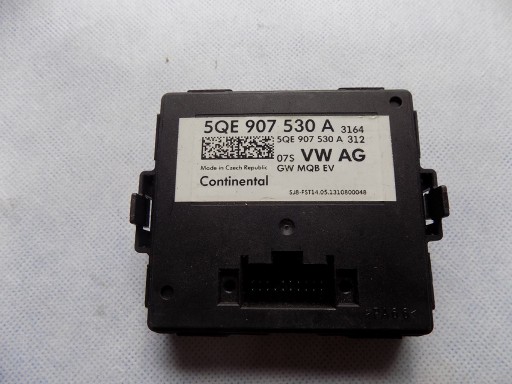 5QE 907 530 A 3164
5QE 907 530 A 312
07S VW AG
Made in Czech Republic GW MQB EV
Continental
SJB-FST14.05.1310800048